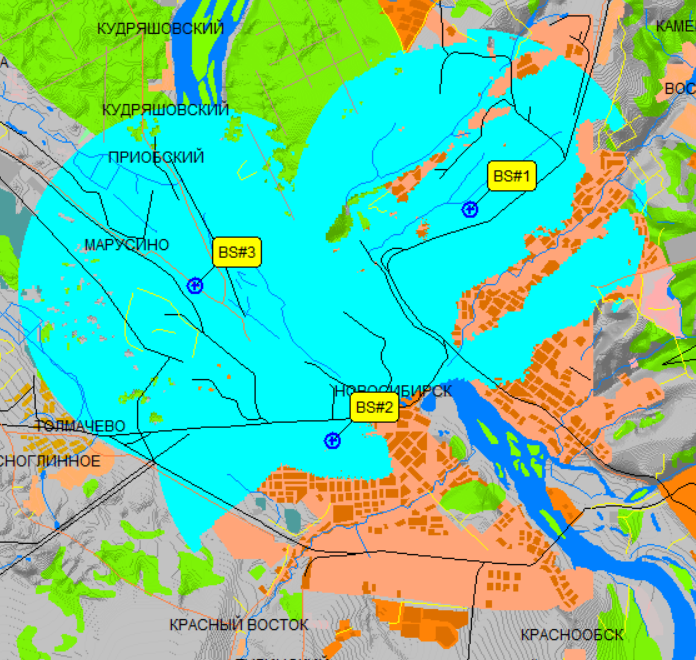 КУДРЯШОВСКИЙ
КАМЕ
А
ВОС
КУДРЯШОВСКИЙ
ПРИОБСКИЙ
BS#1
МАРУСИНО
BS#3
НОВОСИБИРСК
BS#2
ТОЛМАЧЕВО
СНОГЛИННОЕ
КРАСНЫЙ ВОСТОК
КРАСНООБСК